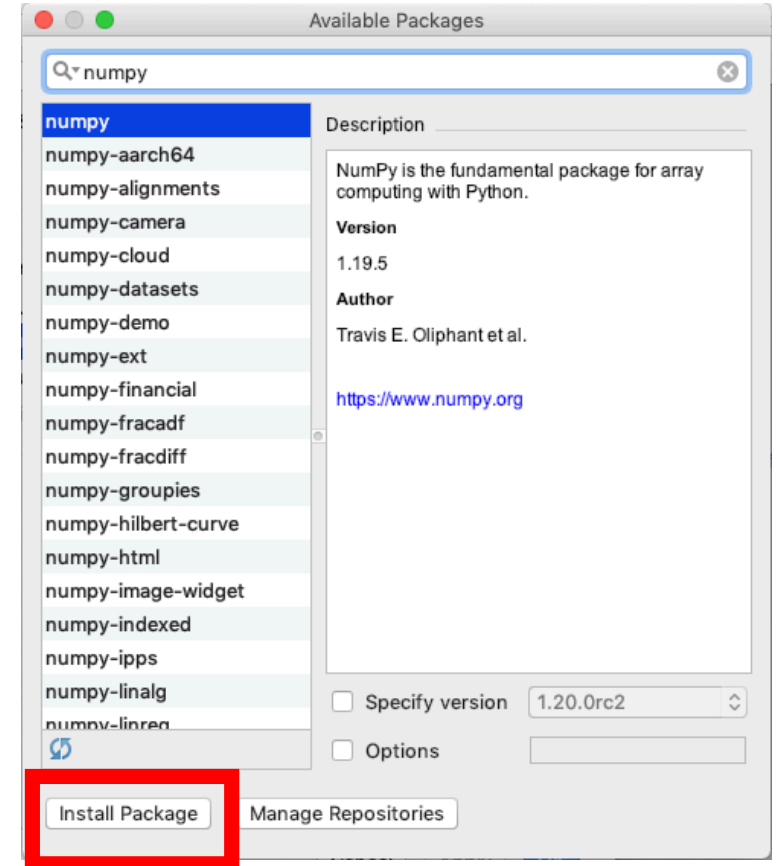 Available Packages
numpy
numpy
numpy-aarch64
numpy-alignments
numpy-camera
numpy-cloud
numpy-datasets
numpy-demo
numpy-ext
numpy-financial
numpy-fracadf
numpy-fracdiff
numpy-groupies
numpy-hilbert-curve
numpy-html
numpy-image-widget
numpy-indexed
numpy-ipps
numpy-linalg
numpy-linreg
Description
NumPy is the fundamental package for array
computing with Python.
Version
1.19.5
Author
Travis E. Oliphant et al.
https://www.numpy.org
Specify version 1.20.0rc2
Options
Install Package Manage Repositories